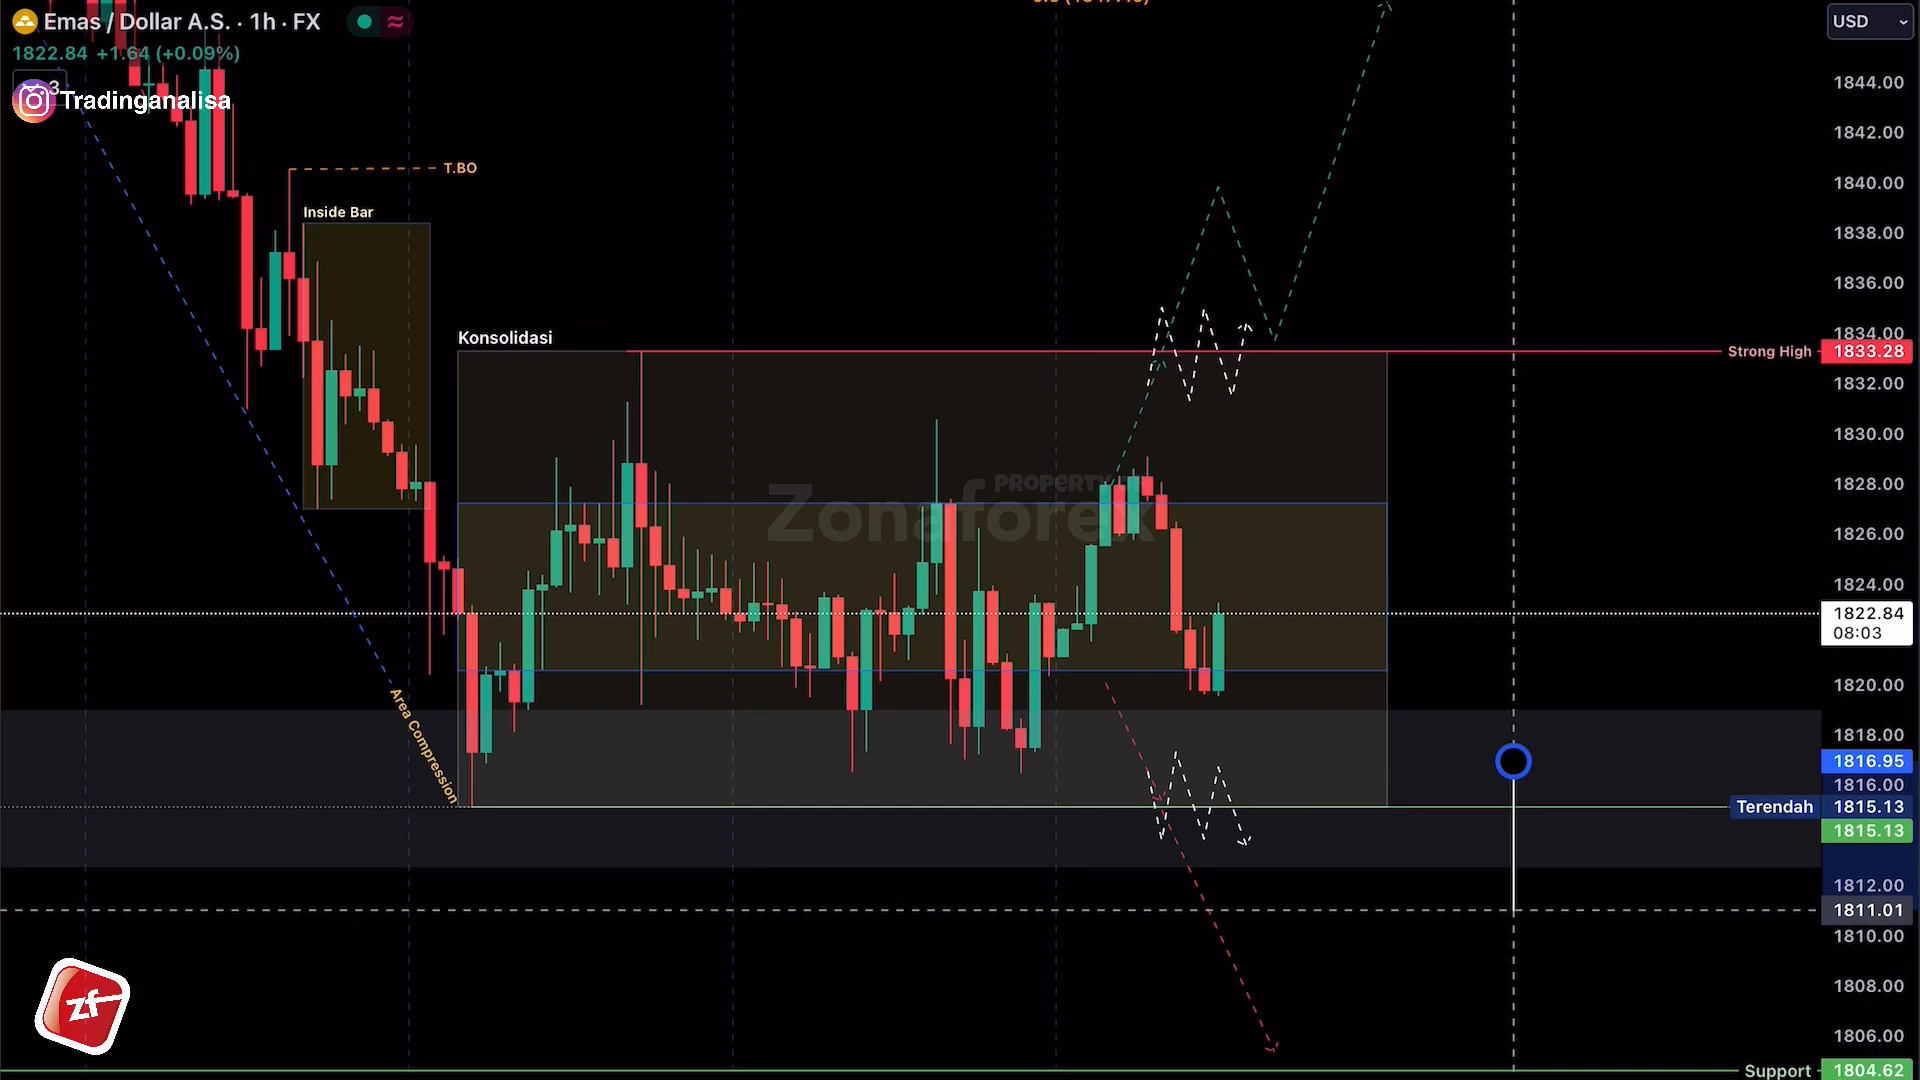 Emas / Dollar A.S. · 1h · FX
1822.84 +1.64 (+0.09%)
3
Tradinganalisa
USD
1844.00
1842.00
T.BO
1840.00
Inside Bar
1838.00
1836.00
1834.00
Konsolidasi
Strong High
1833.28
1832.00
1830.00
PROPERTY OF
Zonaforex
1828.00
1826.00
1824.00
1822.84
08:03
1820.00
Area Compression
1818.00
1816.95
1816.00
Terendah
1815.13
1815.13
1812.00
1811.01
1810.00
zf
1808.00
1806.00
Support
1804.62